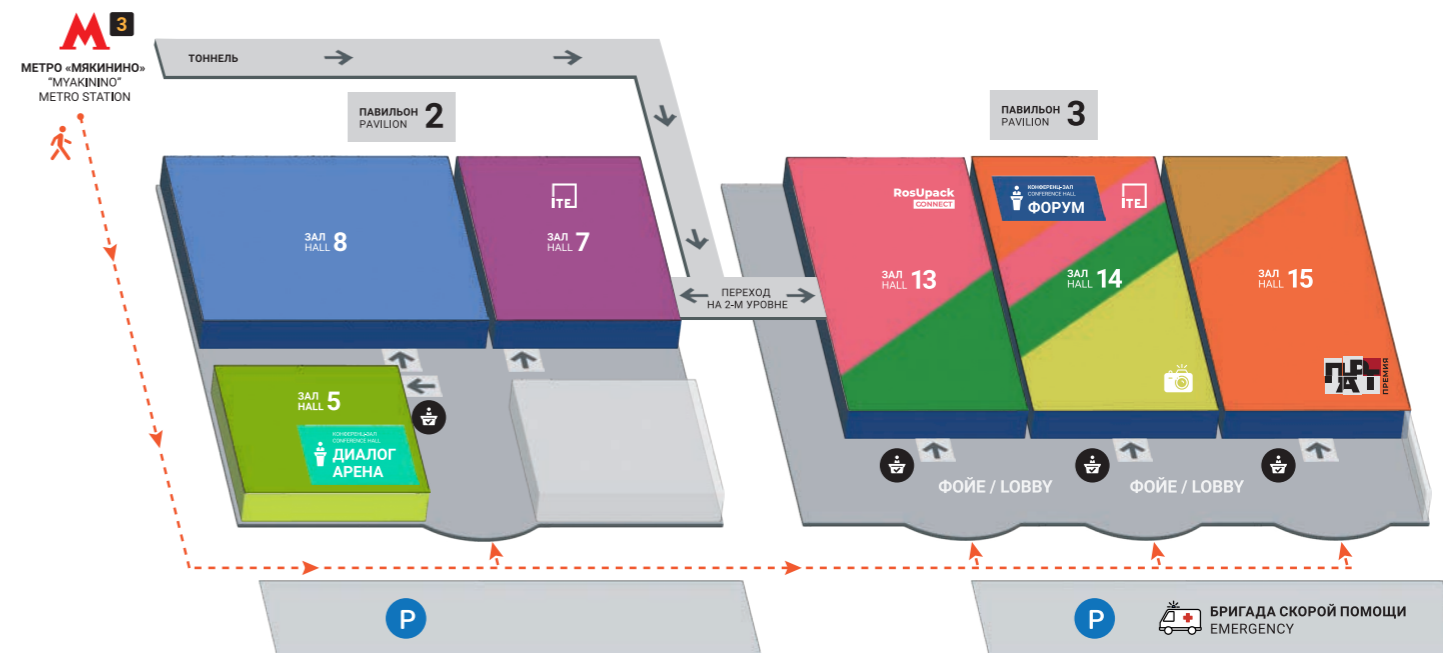 3
МЕТРО «МЯКИНИНО»
“MYAKININO”
METRO STATION
ТОННЕЛЬ
ПАВИЛЬОН 2
PAVILION
ПАВИЛЬОН 3
PAVILION
ЗАЛ
HALL 8
ITE
ЗАЛ
HALL 7
ПЕРЕХОД
НА 2-М УРОВНЕ
RosUpack
CONNECT
ЗАЛ
HALL 13
КОНФЕРЕНЦ-ЗАЛ
CONFERENCE HALL
ФОРУМ
ITE
ЗАЛ
HALL 14
ЗАЛ
HALL 15
ПРЕМИЯ
ЗАЛ
HALL 5
КОНФЕРЕНЦ-ЗАЛ
CONFERENCE HALL
ДИАЛОГ
АРЕНА
ФОЙЕ / LOBBY
ФОЙЕ / LOBBY
P
P
БРИГАДА СКОРОЙ ПОМОЩИ
EMERGENCY